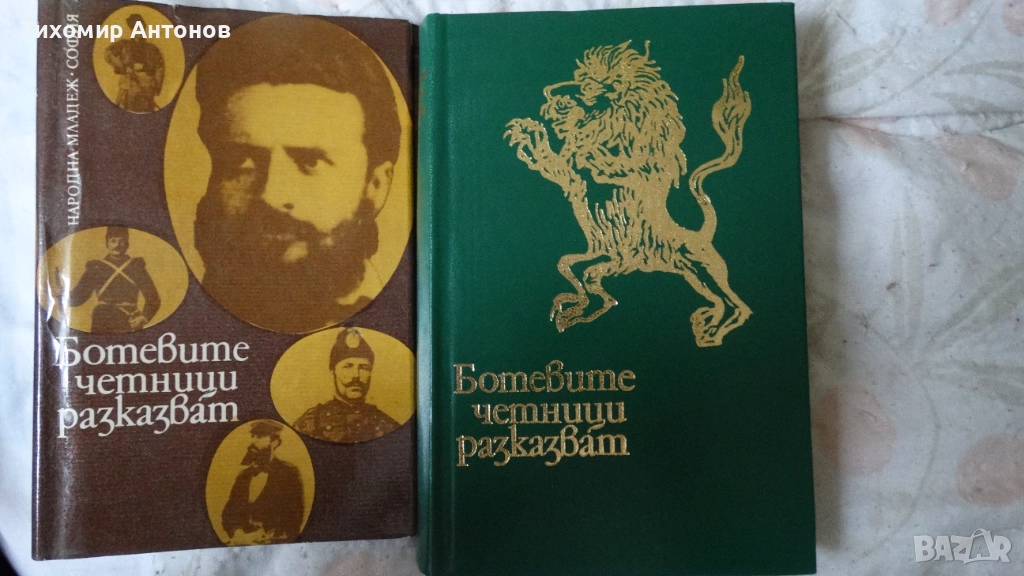 ихомир Антонов
НАРОДНА МЛАДЕЖ · СОФИЯ
Ботевите
четници
разказват
Ботевите
четници
разказват
BAZAR